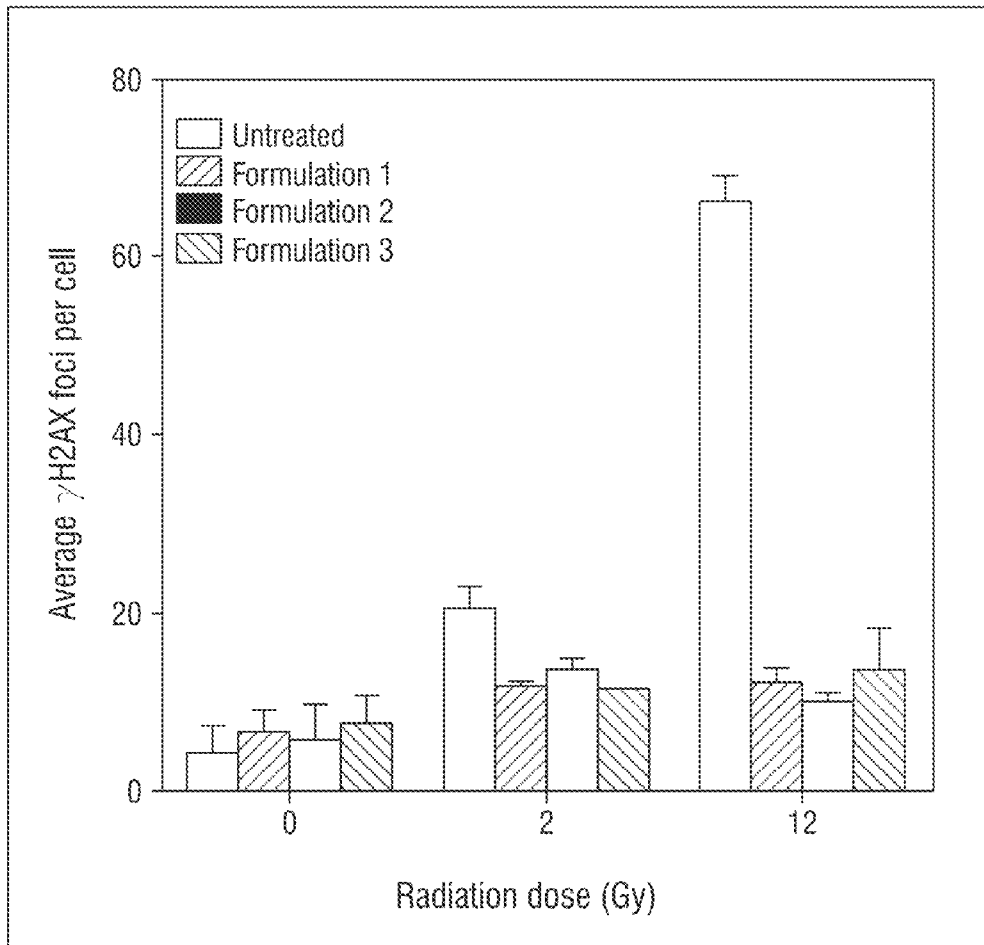 80
60
40
20
0
Untreated
Formulation 1
Formulation 2
Formulation 3
Average γH2AX foci per cell
0 2 12
Radiation dose (Gy)